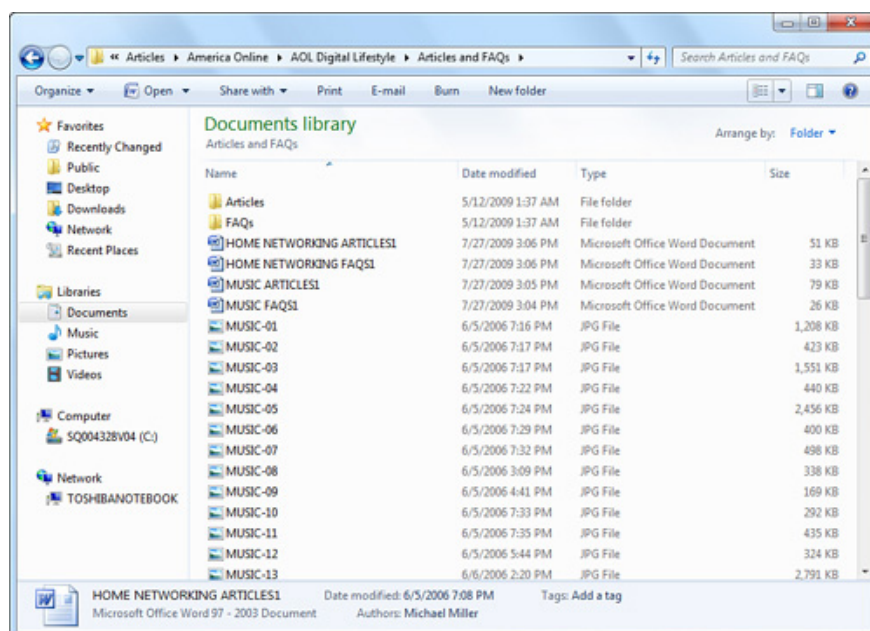 « Articles ▸ America Online ▸ AOL Digital Lifestyle ▸ Articles and FAQs ▸ Search Articles and FAQs
Organize Open Share with Print E-mail Burn New folder
Favorites
Recently Changed
Public
Desktop
Downloads
Network
Recent Places
Libraries
Documents
Music
Pictures
Videos
Computer
SQ004328V04 (C:)
Network
TOSHIBANOTEBOOK
Documents library
Articles and FAQs
Arrange by: Folder
Name Date modified Type Size
Articles 5/12/2009 1:37 AM File folder
FAQs 5/12/2009 1:37 AM File folder
HOME NETWORKING ARTICLES1 7/27/2009 3:06 PM Microsoft Office Word Document 51 KB
HOME NETWORKING FAQS1 7/27/2009 3:06 PM Microsoft Office Word Document 33 KB
MUSIC ARTICLES1 7/27/2009 3:05 PM Microsoft Office Word Document 79 KB
MUSIC FAQS1 7/27/2009 3:04 PM Microsoft Office Word Document 26 KB
MUSIC-01 6/5/2006 7:16 PM JPG File 1,208 KB
MUSIC-02 6/5/2006 7:17 PM JPG File 423 KB
MUSIC-03 6/5/2006 7:17 PM JPG File 1,551 KB
MUSIC-04 6/5/2006 7:22 PM JPG File 440 KB
MUSIC-05 6/5/2006 7:24 PM JPG File 2,456 KB
MUSIC-06 6/5/2006 7:29 PM JPG File 400 KB
MUSIC-07 6/5/2006 7:32 PM JPG File 498 KB
MUSIC-08 6/5/2006 3:09 PM JPG File 338 KB
MUSIC-09 6/5/2006 4:41 PM JPG File 169 KB
MUSIC-10 6/5/2006 7:33 PM JPG File 292 KB
MUSIC-11 6/5/2006 7:35 PM JPG File 435 KB
MUSIC-12 6/5/2006 5:44 PM JPG File 324 KB
MUSIC-13 6/6/2006 2:20 PM JPG File 2,791 KB
HOME NETWORKING ARTICLES1 Date modified: 6/5/2006 7:08 PM Tags: Add a tag
Microsoft Office Word 97 - 2003 Document Authors: Michael Miller